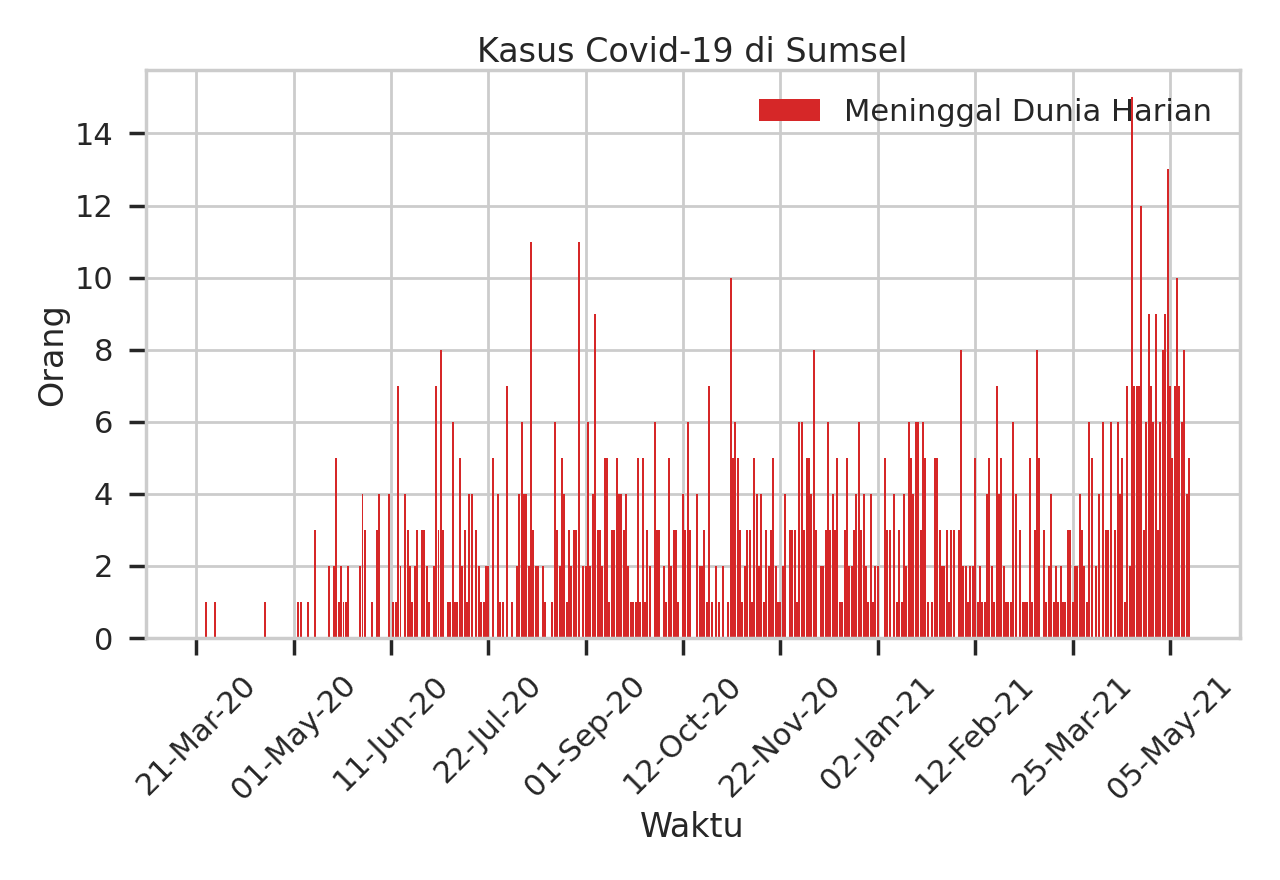 Kasus Covid-19 di Sumsel
Meninggal Dunia Harian
Orang
14
12
10
8
6
4
2
0
21-Mar-20
01-May-20
11-Jun-20
22-Jul-20
01-Sep-20
12-Oct-20
22-Nov-20
02-Jan-21
12-Feb-21
25-Mar-21
05-May-21
Waktu